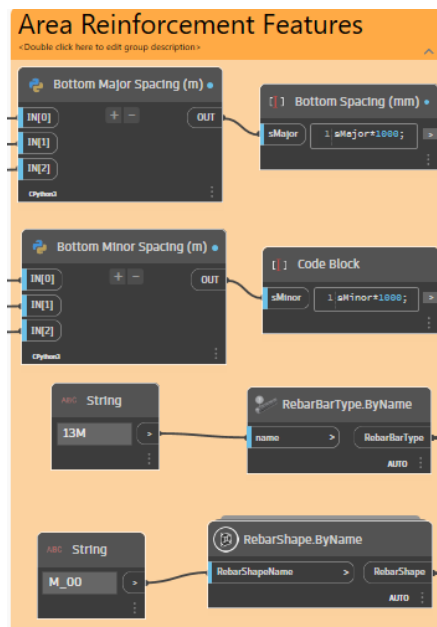 Area Reinforcement Features
<Double click here to edit group description>
Bottom Major Spacing (m)
IN[0] + - OUT
IN[1]
IN[2]
CPython3
Bottom Spacing (mm)
sMajor 1 sMajor*1000; >
Bottom Minor Spacing (m)
IN[0] + - OUT
IN[1]
IN[2]
CPython3
Code Block
sMinor 1 sMinor*1000; >
ABC String
13M >
RebarBarType.ByName
name > RebarBarType
AUTO
ABC String
M_00 >
RebarShape.ByName
RebarShapeName > RebarShape
AUTO